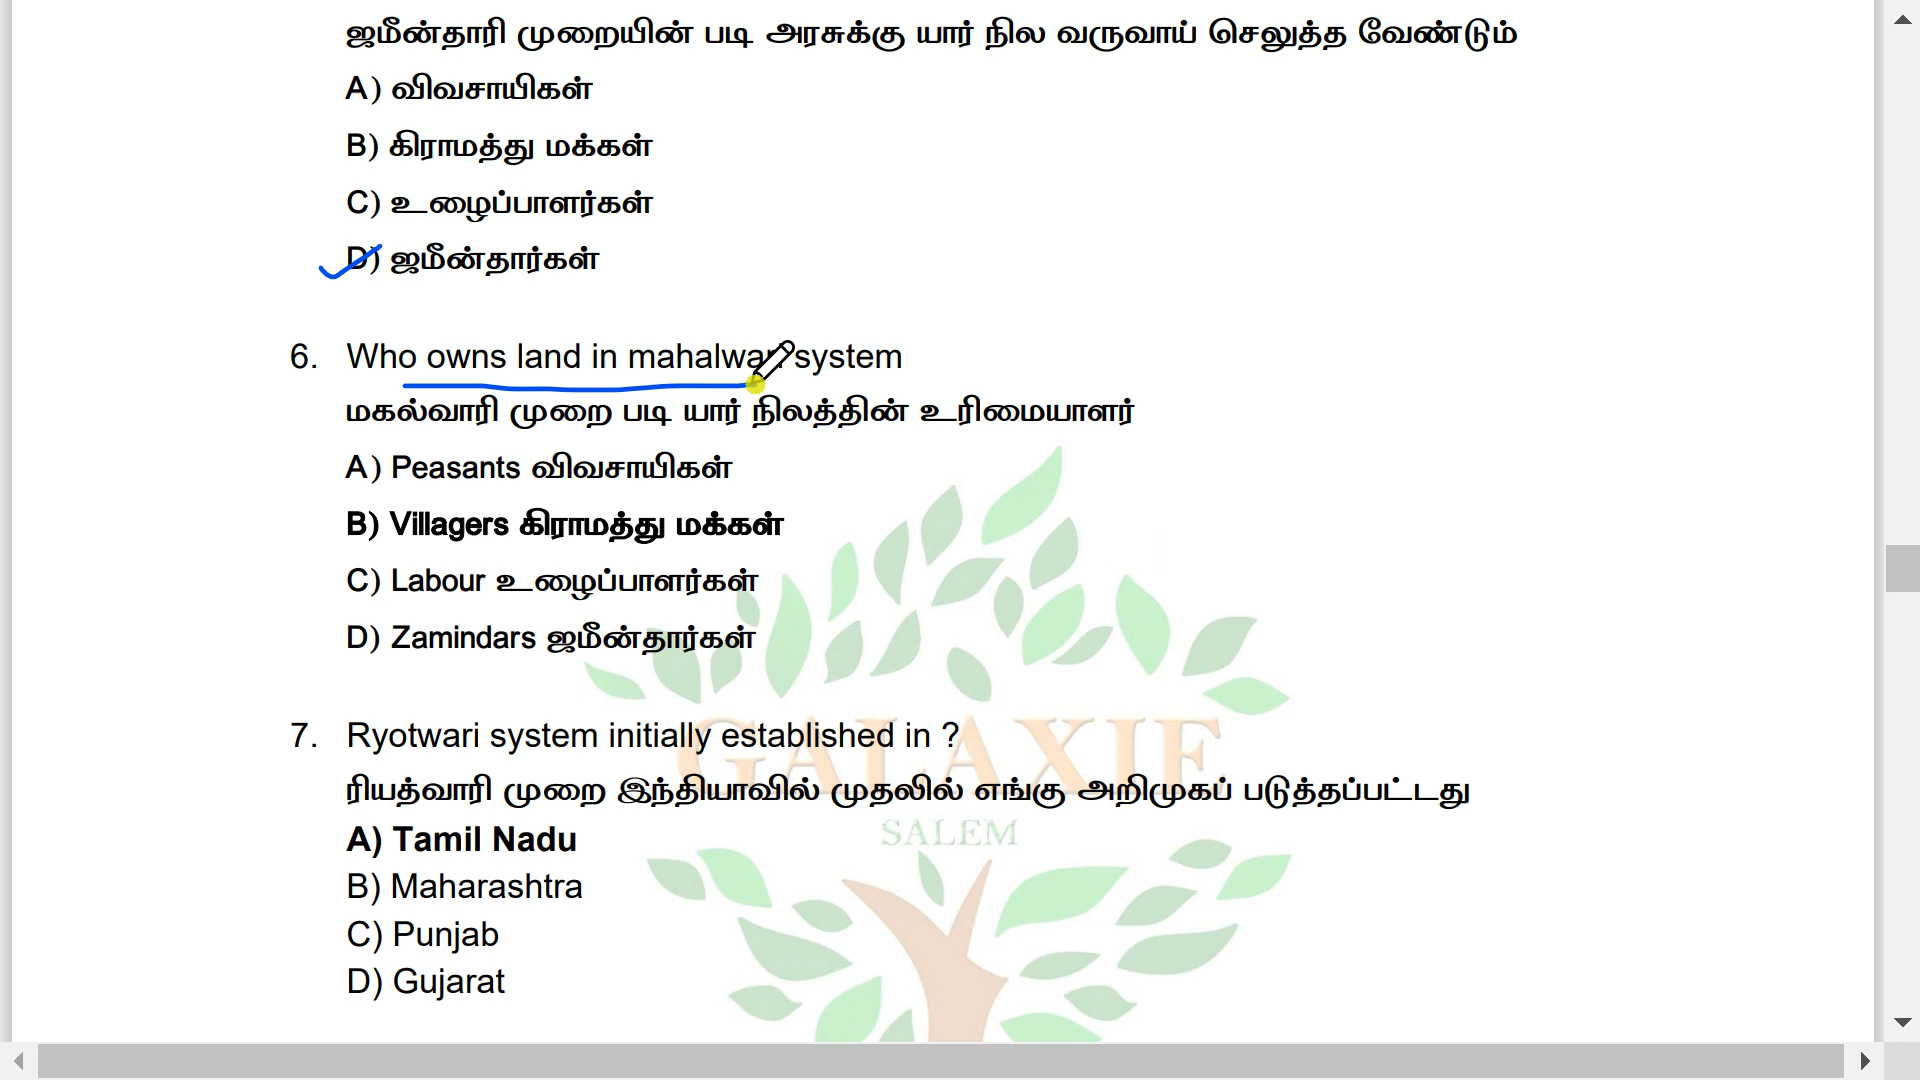 ஜமீன்தாரி முறையின் படி அரசுக்கு யார் நில வருவாய் செலுத்த வேண்டும்
A) விவசாயிகள்
B) கிராமத்து மக்கள்
C) உழைப்பாளர்கள்
D) ஜமீன்தார்கள்
6. Who owns land in mahalwari system
மகல்வாரி முறை படி யார் நிலத்தின் உரிமையாளர்
A) Peasants விவசாயிகள்
B) Villagers கிராமத்து மக்கள்
C) Labour உழைப்பாளர்கள்
D) Zamindars ஜமீன்தார்கள்
7. Ryotwari system initially established in ?
ரியத்வாரி முறை இந்தியாவில் முதலில் எங்கு அறிமுகப் படுத்தப்பட்டது
A) Tamil Nadu
B) Maharashtra
C) Punjab
D) Gujarat
GALAXIE
SALEM